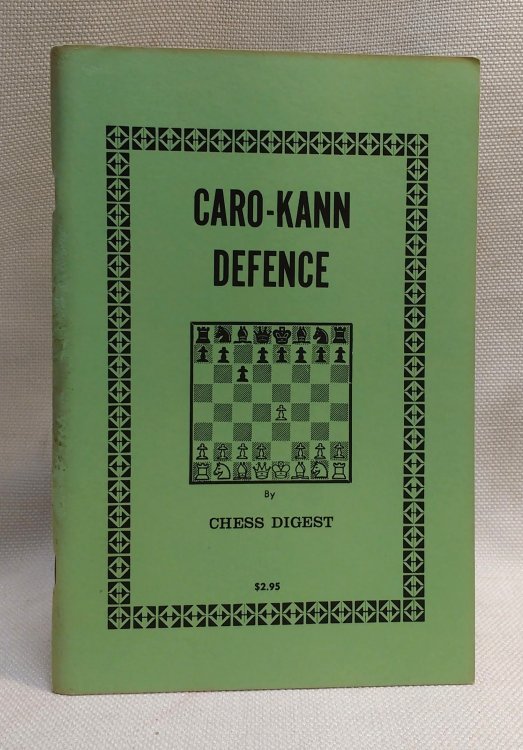 CARO-KANN
DEFENCE
By
CHESS DIGEST
$2.95